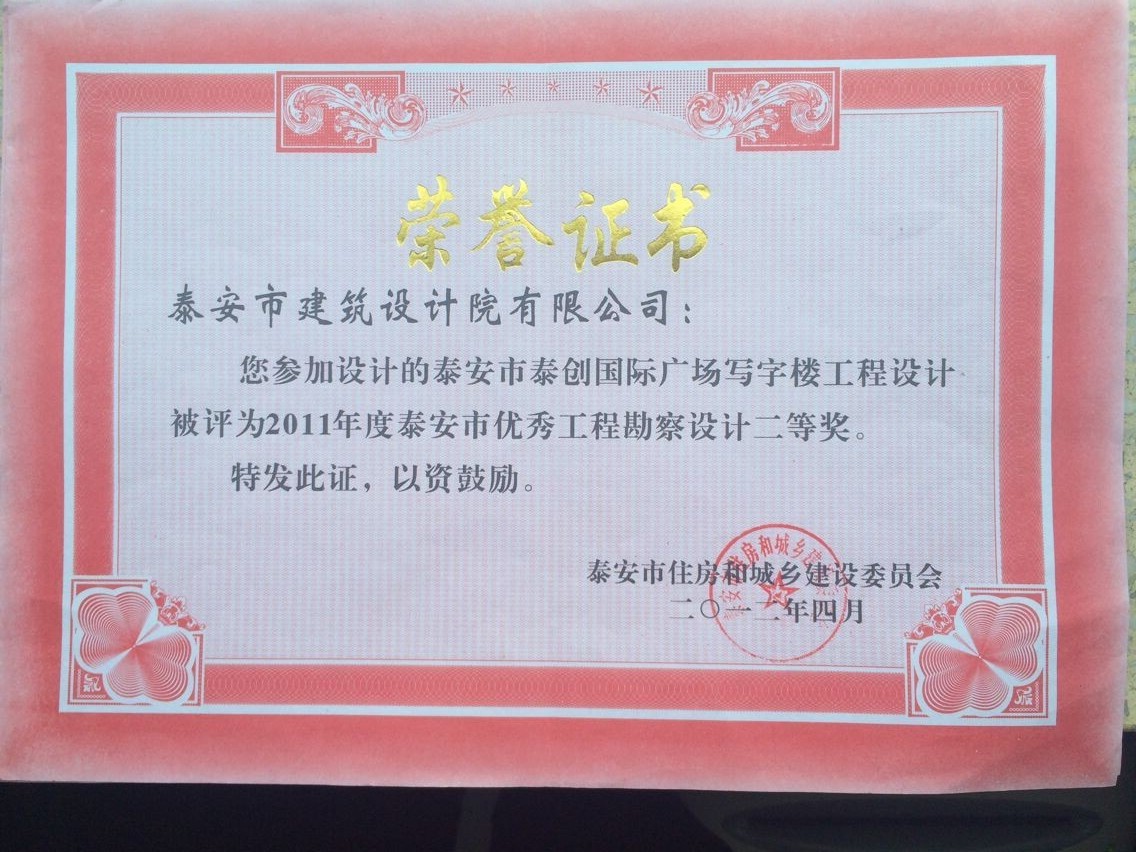 荣誉证书
泰安市建筑设计院有限公司：
您参加设计的泰安市泰创国际广场写字楼工程设计
被评为2011年度泰安市优秀工程勘察设计二等奖。
特发此证，以资鼓励。
泰安市住房和城乡建设委员会
二〇一二年四月